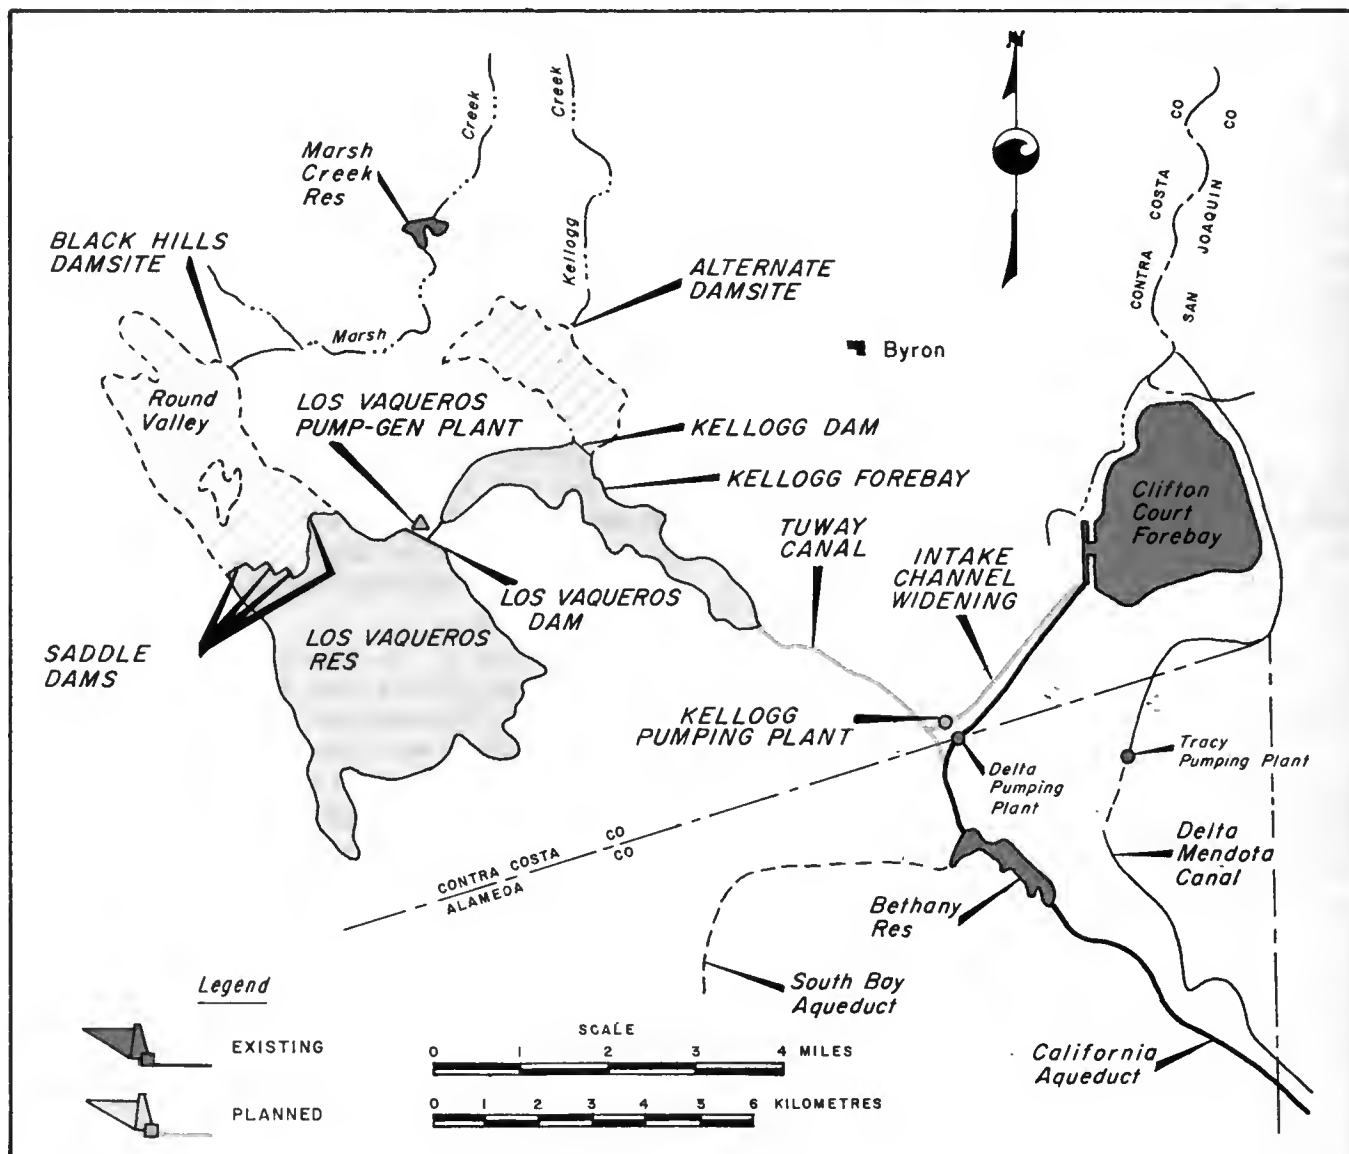 N
Creek
Creek
Marsh
Creek
Res
Kellogg
CONTRA COSTA CO
SAN JOAQUIN CO
BLACK HILLS
DAMSITE
ALTERNATE
DAMSITE
Marsh
Byron
Round
Valley
LOS VAQUEROS
PUMP-GEN PLANT
KELLOGG DAM
KELLOGG FOREBAY
Clifton
Court
Forebay
TUWAY
CANAL
INTAKE
CHANNEL
WIDENING
LOS VAQUEROS
DAM
LOS VAQUEROS
RES
SADDLE
DAMS
KELLOGG
PUMPING PLANT
Delta
Pumping
Plant
Tracy
Pumping Plant
CONTRA COSTA CO
ALAMEDA CO
Delta
Mendota
Canal
Bethany
Res
South Bay
Aqueduct
California
Aqueduct
Legend
EXISTING
PLANNED
SCALE
0 1 2 3 4 MILES
0 1 2 3 4 5 6 KILOMETRES